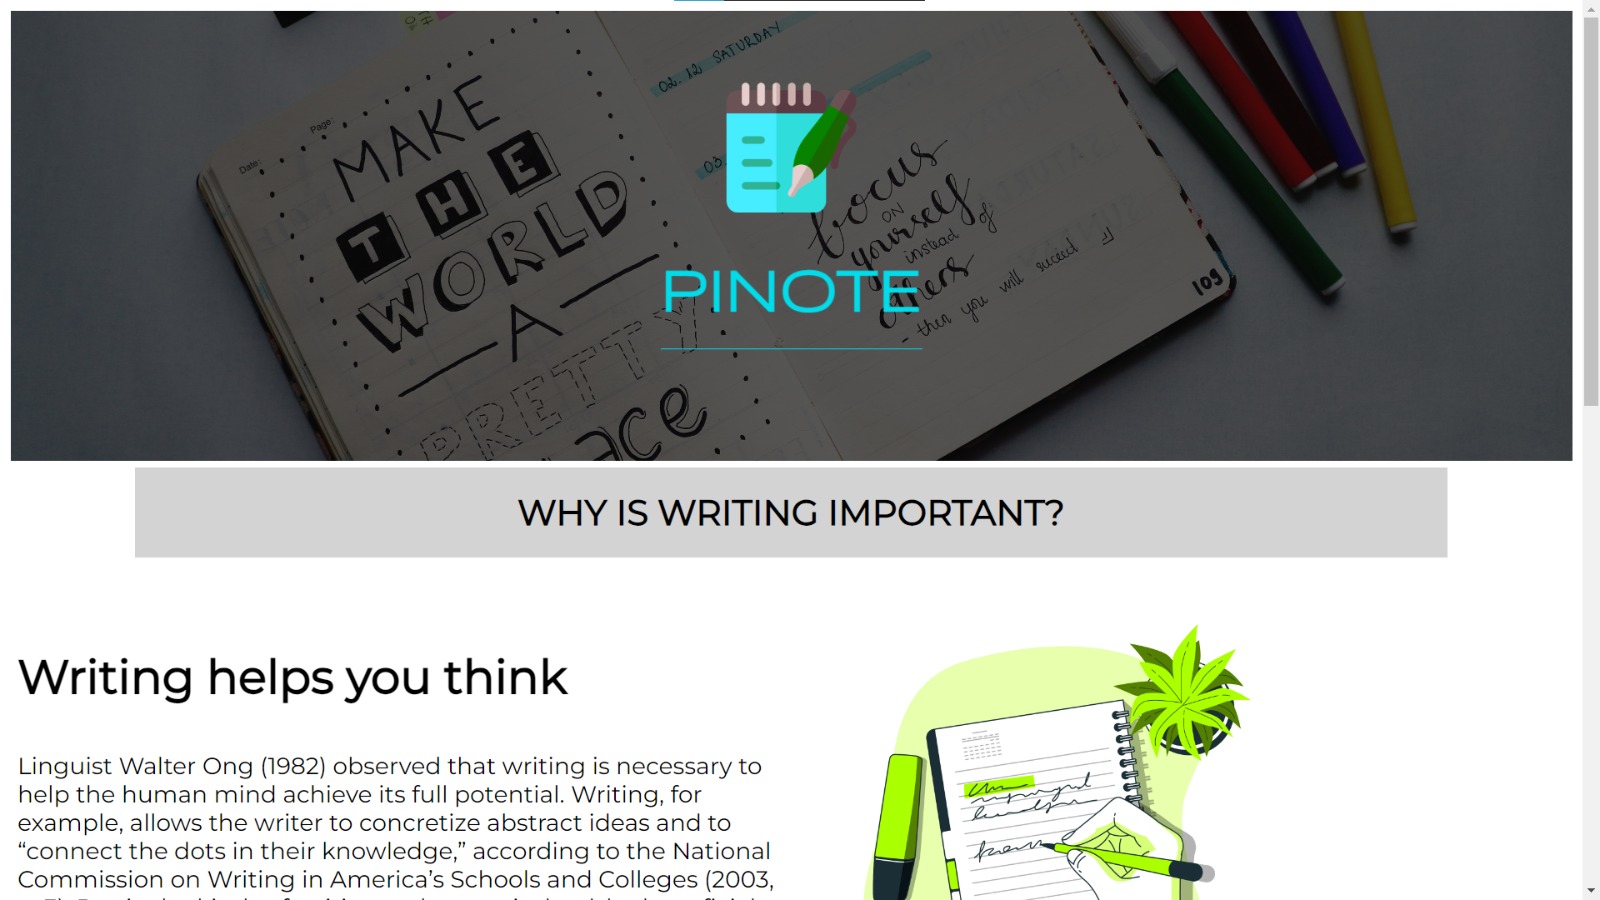 Page:
Date:
MAKE
THE
WORLD
A
PRETTY
02. 12 SATURDAY
03.
focus
ON
yourself
instead of
others
- then you will succeed
109
PINOTE
WHY IS WRITING IMPORTANT?
Writing helps you think
Linguist Walter Ong (1982) observed that writing is necessary to
help the human mind achieve its full potential. Writing, for
example, allows the writer to concretize abstract ideas and to
“connect the dots in their knowledge,” according to the National
Commission on Writing in America’s Schools and Colleges (2003,